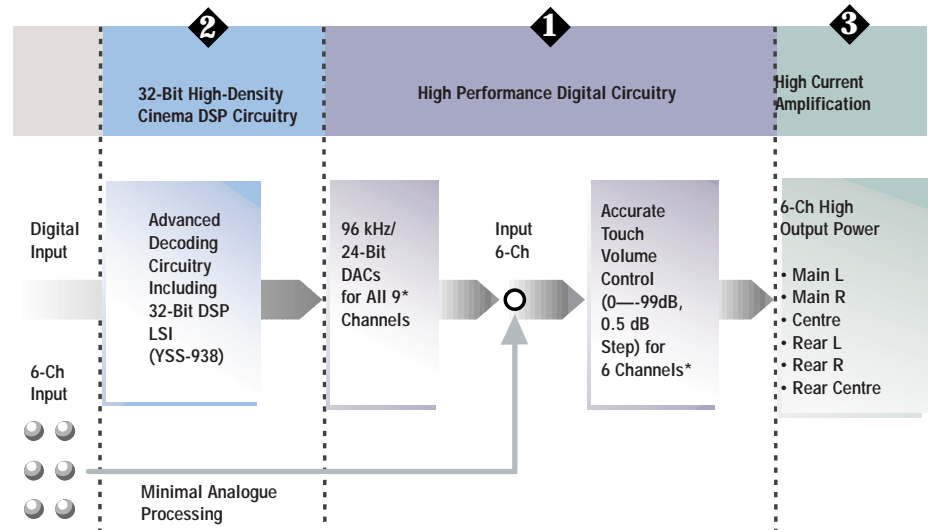 2
1
3
32-Bit High-Density
Cinema DSP Circuitry
High Performance Digital Circuitry
High Current
Amplification
Digital
Input
Advanced
Decoding
Circuitry
Including
32-Bit DSP
LSI
(YSS-938)
96 kHz/
24-Bit
DACs
for All 9*
Channels
Input
6-Ch
Accurate
Touch
Volume
Control
(0—-99dB,
0.5 dB
Step) for
6 Channels*
6-Ch High
Output Power
• Main L
• Main R
• Centre
• Rear L
• Rear R
• Rear Centre
6-Ch
Input
Minimal Analogue
Processing